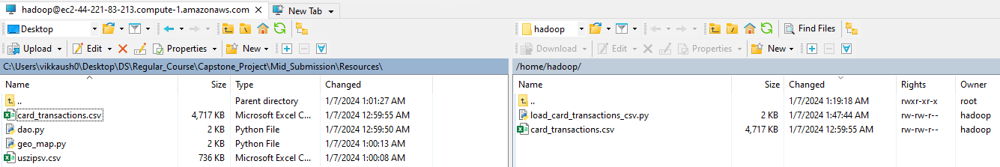 hadoop@ec2-44-221-83-213.compute-1.amazonaws.com × New Tab
Desktop
hadoop Find Files
Upload Edit Properties New
Download Edit Properties New
C:\Users\vikkaush0\Desktop\DS\Regular_Course\Capstone_Project\Mid_Submission\Resources\
/home/hadoop/
Name Size Type Changed
Name Size Changed Rights Owner
.. Parent directory 1/7/2024 1:01:27 AM
.. 1/7/2024 1:19:18 AM rwxr-xr-x root
card_transactions.csv 4,717 KB Microsoft Excel C... 1/7/2024 12:59:55 AM
load_card_transactions_csv.py 2 KB 1/7/2024 1:47:44 AM rw-rw-r-- hadoop
dao.py 2 KB Python File 1/7/2024 12:59:50 AM
card_transactions.csv 4,717 KB 1/7/2024 12:59:55 AM rw-rw-r-- hadoop
geo_map.py 2 KB Python File 1/7/2024 1:00:13 AM
uszipsv.csv 736 KB Microsoft Excel C... 1/7/2024 1:00:08 AM